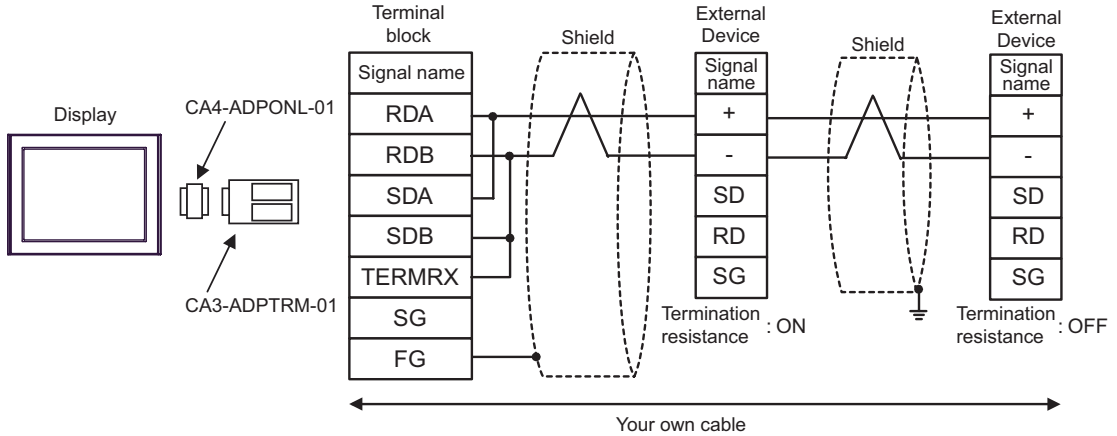 Display
CA4-ADPONL-01
CA3-ADPTRM-01
Terminal
block
Signal name
RDA
RDB
SDA
SDB
TERMRX
SG
FG
Shield
External
Device
Signal
name
+
-
SD
RD
SG
Termination
resistance : ON
Shield
External
Device
Signal
name
+
-
SD
RD
SG
Termination
resistance : OFF
Your own cable